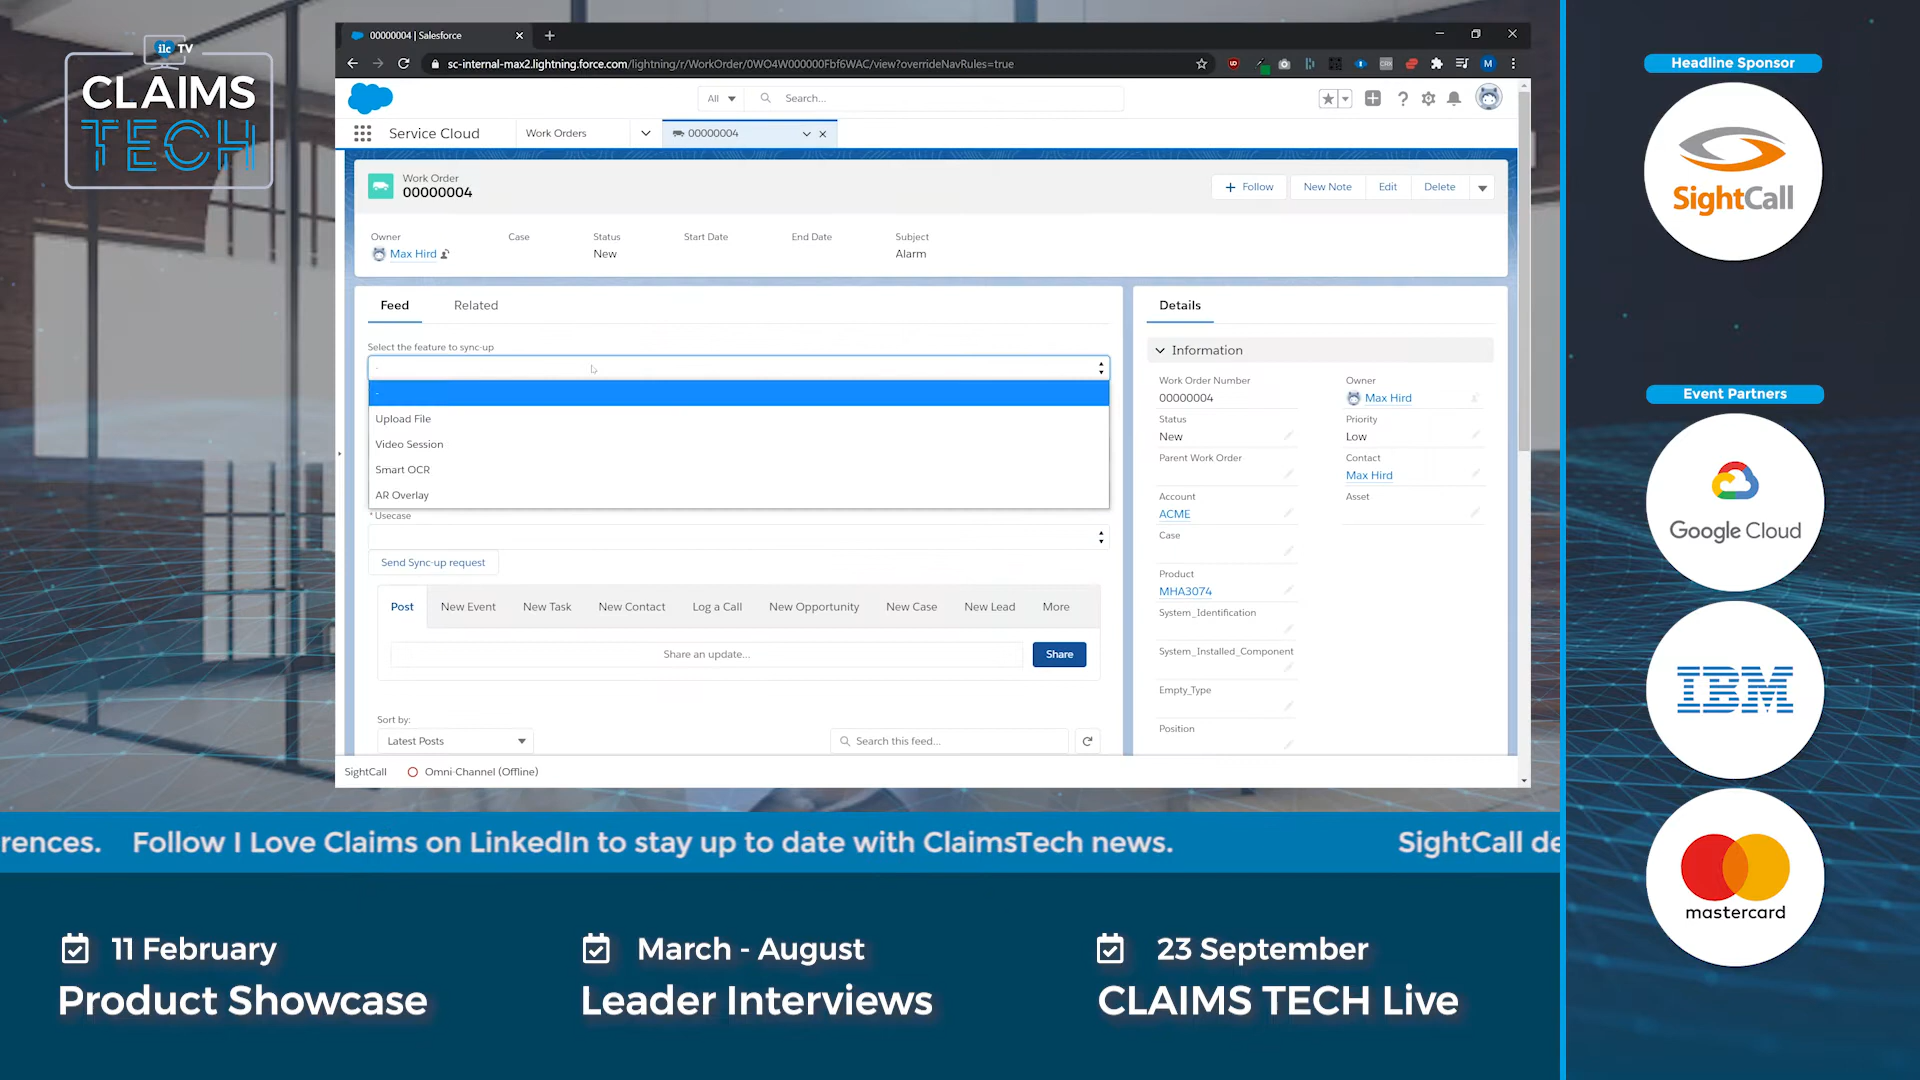 ilc TV
CLAIMS
TECH
00000004 | Salesforce
sc-internal-max2.lightning.force.com/lightning/r/WorkOrder/0WO4W000000Fbf6WAC/view?overrideNavRules=true
All
Search...
Service Cloud
Work Orders
00000004
Work Order
00000004
Follow
New Note
Edit
Delete
Owner
Case
Status
Start Date
End Date
Subject
Max Hird
New
Alarm
Feed
Related
Select the feature to sync-up
-
-
Upload File
Video Session
Smart OCR
AR Overlay
* Usecase
Send Sync-up request
Post
New Event
New Task
New Contact
Log a Call
New Opportunity
New Case
New Lead
More
Share an update...
Share
Sort by:
Latest Posts
Search this feed...
Details
Information
Work Order Number
00000004
Owner
Max Hird
Status
New
Priority
Low
Parent Work Order
Contact
Max Hird
Account
ACME
Asset
Case
Product
MHA3074
System_Identification
System_Installed_Component
Empty_Type
Position
SightCall
Omni-Channel (Offline)
rences. Follow I Love Claims on LinkedIn to stay up to date with ClaimsTech news. SightCall de
11 February
Product Showcase
March - August
Leader Interviews
23 September
CLAIMS TECH Live
Headline Sponsor
SightCall
Event Partners
Google Cloud
IBM
mastercard